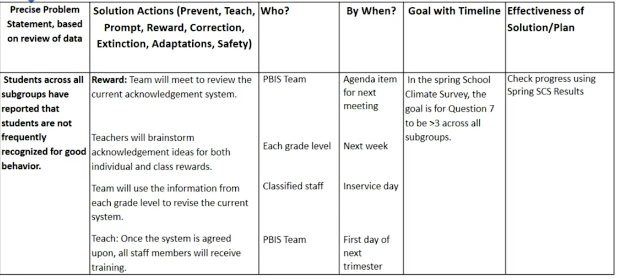 Precise Problem
Statement, based
on review of data
Solution Actions (Prevent, Teach,
Prompt, Reward, Correction,
Extinction, Adaptations, Safety)
Who?
By When?
Goal with Timeline
Effectiveness of
Solution/Plan
Students across all
subgroups have
reported that
students are not
frequently
recognized for good
behavior.
Reward: Team will meet to review the
current acknowledgement system.
Teachers will brainstorm
acknowledgement ideas for both
individual and class rewards.
Team will use the information from
each grade level to revise the current
system.
Teach: Once the system is agreed
upon, all staff members will receive
training.
PBIS Team
Each grade level
Classified staff
PBIS Team
Agenda item
for next
meeting
Next week
Inservice day
First day of
next
trimester
In the spring School
Climate Survey, the
goal is for Question 7
to be >3 across all
subgroups.
Check progress using
Spring SCS Results